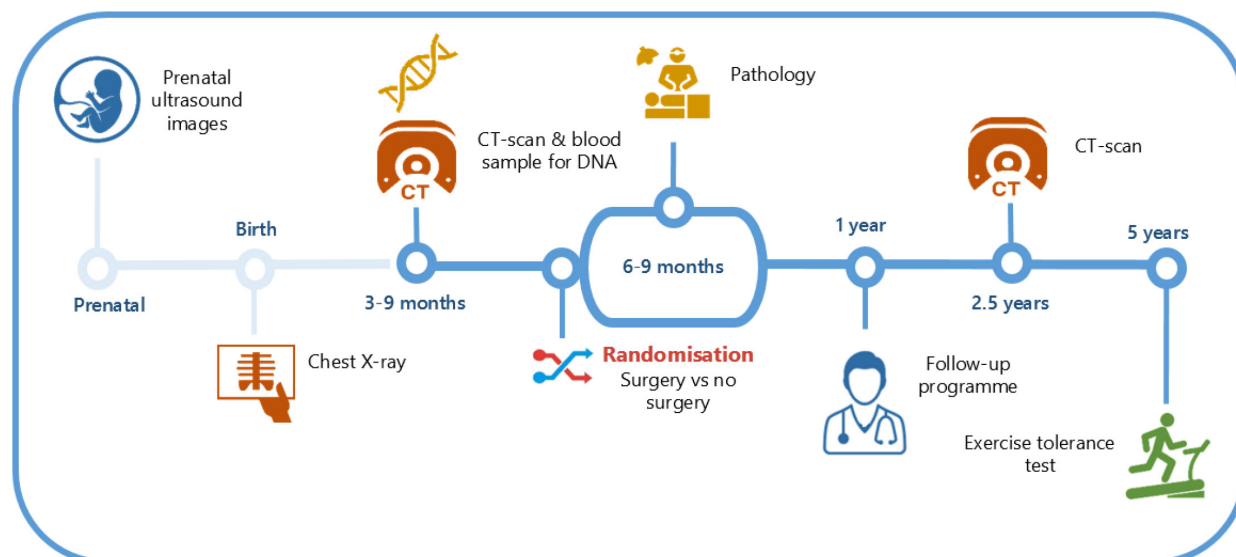 Prenatal
ultrasound
images
Prenatal
Birth
Chest X-ray
CT
CT-scan & blood
sample for DNA
3-9 months
Randomisation
Surgery vs no
surgery
Pathology
6-9 months
1 year
Follow-up
programme
CT
CT-scan
2.5 years
5 years
Exercise tolerance
test